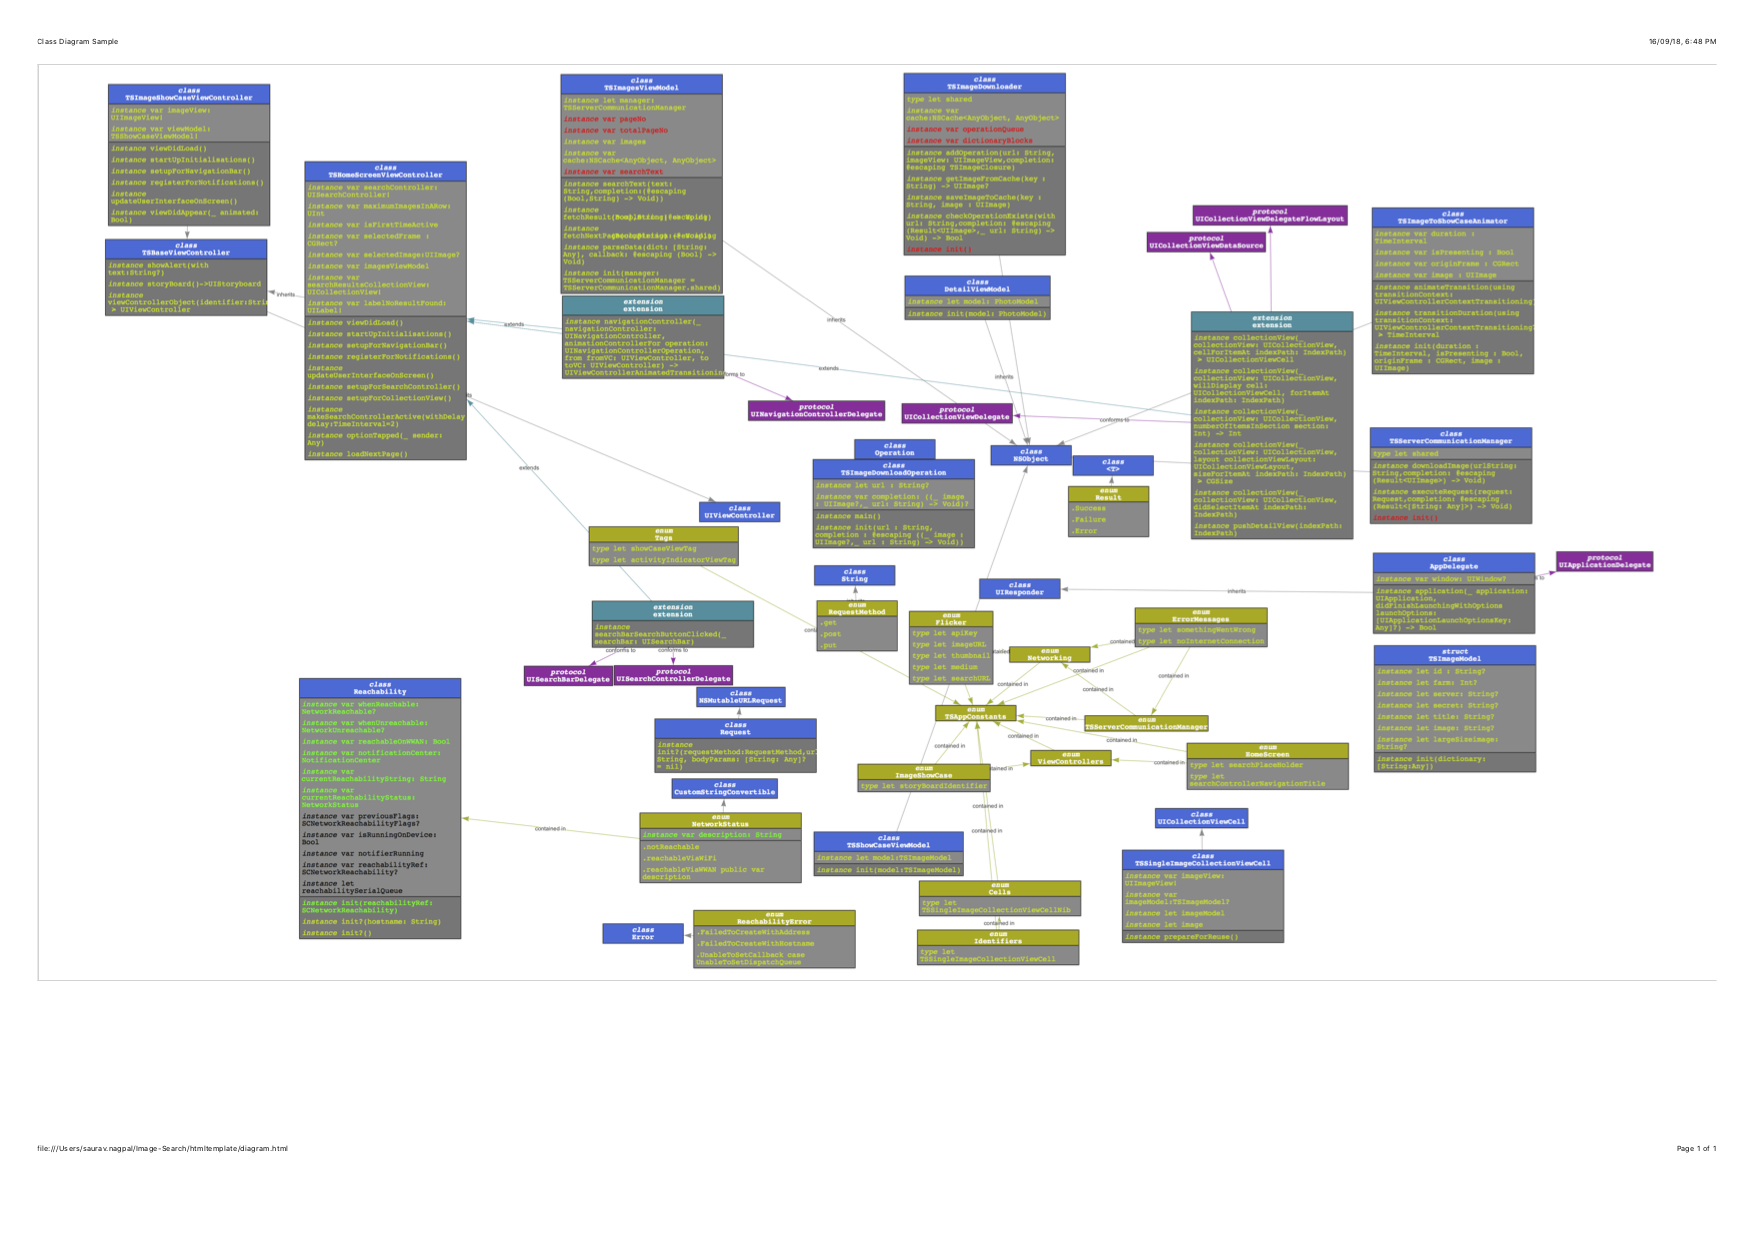 Class Diagram Sample
16/09/18, 6:48 PM
class
TSImageShowCaseViewController
instance var imageView:
UIImageView!
instance var viewModel:
TSShowCaseViewModel!
instance viewDidLoad()
instance startUpInitialisations()
instance setupForNavigationBar()
instance registerForNotifications()
instance
updateUserInterfaceOnScreen()
instance viewDidAppear(_ animated:
Bool)
class
TSBaseViewController
instance showAlert(with
text:String?)
instance storyBoard()->UIStoryboard
instance
viewControllerObject(identifier:Stri
> UIViewController
inherits
class
TSHomeScreenViewController
instance var searchController:
UISearchController!
instance var maximumImagesInARow:
UInt
instance var isFirstTimeActive
instance var selectedFrame :
CGRect?
instance var selectedImage:UIImage?
instance var imagesViewModel
instance var
searchResultsCollectionView:
UICollectionView!
instance var labelNoResultFound:
UILabel!
instance viewDidLoad()
instance startUpInitialisations()
instance setupForNavigationBar()
instance registerForNotifications()
instance
updateUserInterfaceOnScreen()
instance setupForSearchController()
instance setupForCollectionView()
instance
makeSearchControllerActive(withDelay
delay:TimeInterval=2)
instance optionTapped(_ sender:
Any)
instance loadNextPage()
class
TSImagesViewModel
instance let manager:
TSServerCommunicationManager
instance var pageNo
instance var totalPageNo
instance var images
instance var
cache:NSCache<AnyObject, AnyObject>
instance var searchText
instance searchText(text:
String,completion:(@escaping
(Bool,String) -> Void))
instance
instance
instance parseData(dict: [String:
Any], callback: @escaping (Bool) ->
Void)
instance init(manager:
TSServerCommunicationManager =
TSServerCommunicationManager.shared)
extension
extension
instance navigationController(_
navigationController:
UINavigationController,
animationControllerFor operation:
UINavigationControllerOperation,
from fromVC: UIViewController, to
toVC: UIViewController) ->
UIViewControllerAnimatedTransitionin
extends
extends
extends
inherits
inherits
protocol
UINavigationControllerDelegate
class
TSImageDownloader
type let shared
instance var
cache:NSCache<AnyObject, AnyObject>
instance var operationQueue
instance var dictionaryBlocks
instance addOperation(url: String,
imageView: UIImageView,completion:
@escaping TSImageClosure)
instance getImageFromCache(key :
String) -> UIImage?
instance saveImageToCache(key :
String, image : UIImage)
instance checkOperationExists(with
url: String,completion: @escaping
(Result<UIImage>,_ url: String) ->
Void) -> Bool
instance init()
class
DetailViewModel
instance let model: PhotoModel
instance init(model: PhotoModel)
protocol
UICollectionViewDelegate
conforms to
protocol
UICollectionViewDelegateFlowLayout
protocol
UICollectionViewDataSource
extension
extension
instance collectionView(_
collectionView: UICollectionView,
cellForItemAt indexPath: IndexPath)
> UICollectionViewCell
instance collectionView(_
collectionView: UICollectionView,
willDisplay cell:
UICollectionViewCell, forItemAt
indexPath: IndexPath)
instance collectionView(_
collectionView: UICollectionView,
numberOfItemsInSection section:
Int) -> Int
instance collectionView(_
collectionView: UICollectionView,
layout collectionViewLayout:
UICollectionViewLayout,
sizeForItemAt indexPath: IndexPath)
> CGSize
instance collectionView(_
collectionView: UICollectionView,
didSelectItemAt indexPath:
IndexPath)
instance pushDetailView(indexPath:
IndexPath)
class
TSImageToShowCaseAnimator
instance var duration :
TimeInterval
instance var isPresenting : Bool
instance var originFrame : CGRect
instance var image : UIImage
instance animateTransition(using
transitionContext:
UIViewControllerContextTransitioning
instance transitionDuration(using
transitionContext:
UIViewControllerContextTransitioning?
> TimeInterval
instance init(duration :
TimeInterval, isPresenting : Bool,
originFrame : CGRect, image :
UIImage)
class
TSServerCommunicationManager
type let shared
instance downloadImage(urlString:
String,completion: @escaping
(Result<UIImage>) -> Void)
instance executeRequest(request:
Request,completion: @escaping
(Result<[String: Any]>) -> Void)
instance init()
class
Operation
class
TSImageDownloadOperation
instance let url : String?
instance var completion: ((_ image
: UIImage?,_ url: String) -> Void)?
instance main()
instance init(url : String,
completion : @escaping ((_ image :
UIImage?,_ url : String) -> Void))
class
NSObject
class
<T>
enum
Result
.Success
.Failure
.Error
class
UIViewController
enum
Tags
type let showCaseViewTag
type let activityIndicatorViewTag
class
String
enum
RequestMethod
.get
.post
.put
class
UIResponder
inherits
class
AppDelegate
instance var window: UIWindow?
instance application(_ application:
UIApplication,
didFinishLaunchingWithOptions
launchOptions:
[UIApplicationLaunchOptionsKey:
Any]?) -> Bool
protocol
UIApplicationDelegate
extension
extension
instance
searchBarSearchButtonClicked(_
searchBar: UISearchBar)
conforms to
conforms to
protocol
UISearchBarDelegate
protocol
UISearchControllerDelegate
enum
Flicker
type let apiKey
type let imageURL
type let thumbnail
type let medium
type let searchURL
enum
Networking
enum
ErrorMessages
type let somethingWentWrong
type let noInternetConnection
contained in
contained in
contained in
contained in
struct
TSImageModel
instance let id : String?
instance let farm: Int?
instance let server: String?
instance let secret: String?
instance let title: String?
instance let image: String?
instance let largeSizeimage:
String?
instance init(dictionary:
[String:Any])
class
Reachability
instance var whenReachable:
NetworkReachable?
instance var whenUnreachable:
NetworkUnreachable?
instance var reachableOnWWAN: Bool
instance var notificationCenter:
NotificationCenter
instance var
currentReachabilityString: String
instance var
currentReachabilityStatus:
NetworkStatus
instance var previousFlags:
SCNetworkReachabilityFlags?
instance var isRunningOnDevice:
Bool
instance var notifierRunning
instance var reachabilityRef:
SCNetworkReachability?
instance let
reachabilitySerialQueue
instance init(reachabilityRef:
SCNetworkReachability)
instance init?(hostname: String)
instance init?()
class
NSMutableURLRequest
class
Request
instance
init?(requestMethod:RequestMethod,ur
String, bodyParams: [String: Any]?
= nil)
enum
TSAppConstants
contained in
enum
TSServerCommunicationManager
contained in
contained in
contained in
enum
ViewControllers
contained in
enum
HomeScreen
type let searchPlaceHolder
type let
searchControllerNavigationTitle
enum
ImageShowCase
type let storyBoardIdentifier
class
CustomStringConvertible
enum
NetworkStatus
instance var description: String
.notReachable
.reachableViaWiFi
.reachableViaWWAN public var
description
contained in
contained in
contained in
class
TSShowCaseViewModel
instance let model:TSImageModel
instance init(model:TSImageModel)
class
UICollectionViewCell
class
TSSingleImageCollectionViewCell
instance var imageView:
UIImageView!
instance var
imageModel:TSImageModel?
instance let imageModel
instance let image
instance prepareForReuse()
enum
Cells
type let
TSSingleImageCollectionViewCellNib
contained in
enum
Identifiers
type let
TSSingleImageCollectionViewCell
class
Error
enum
ReachabilityError
.FailedToCreateWithAddress
.FailedToCreateWithHostname
.UnableToSetCallback case
UnableToSetDispatchQueue
file:///Users/saurav.nagpal/Image-Search/htmltemplate/diagram.html
Page 1 of 1